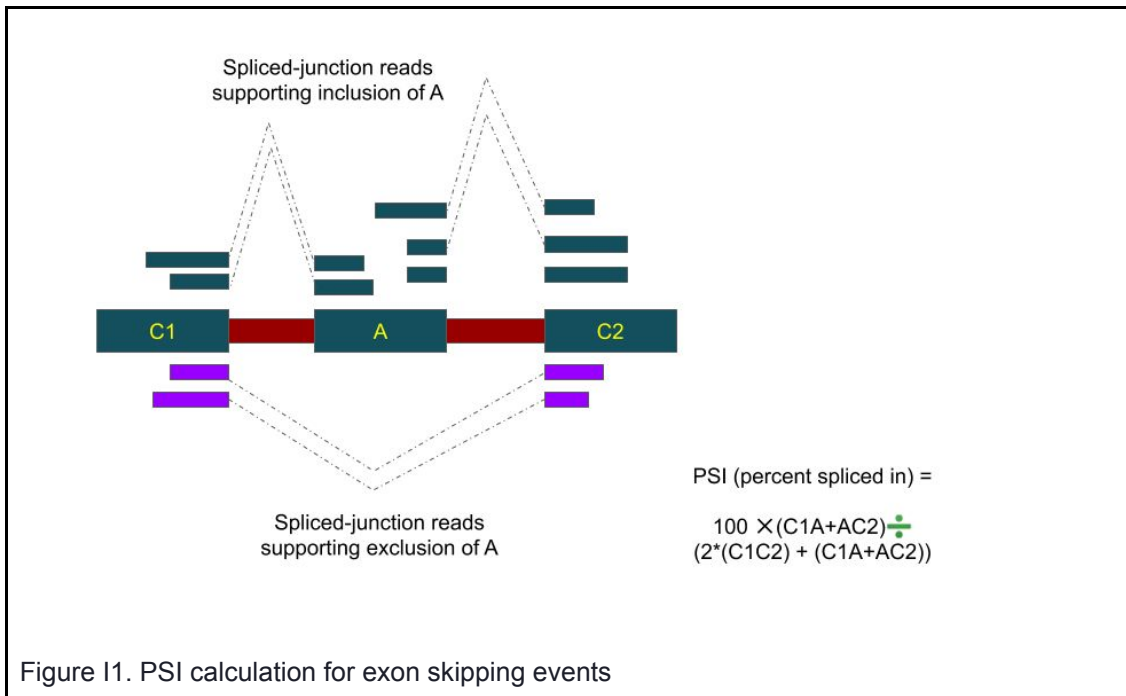 Spliced-junction reads
supporting inclusion of A
C1
A
C2
Spliced-junction reads
supporting exclusion of A
PSI (percent spliced in) =
100 ✕(C1A+AC2)➗
(2*(C1C2) + (C1A+AC2))
Figure I1. PSI calculation for exon skipping events